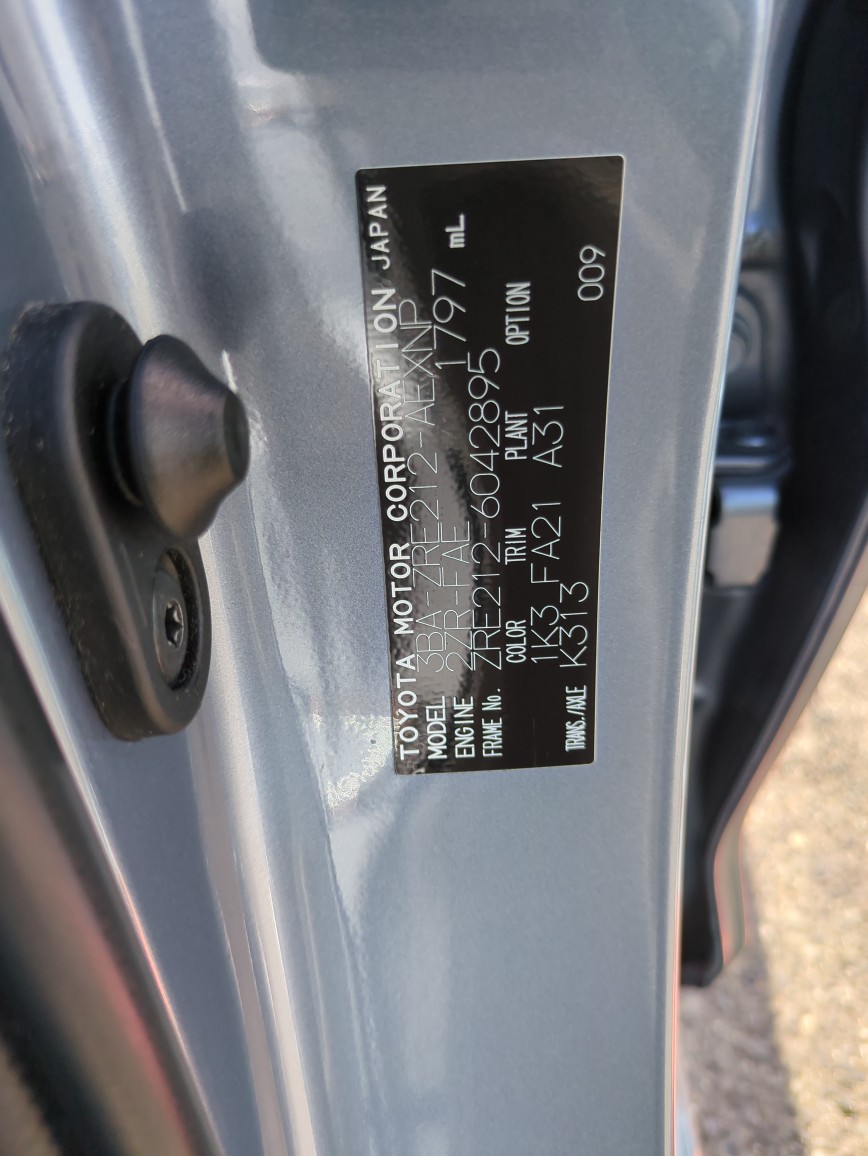 TOYOTA MOTOR CORPORATION JAPAN
MODEL 3BA-ZRE212-AEXNP
ENGINE 2ZR-FAE 1797 mL
FRAME No. ZRE212-6042895
COLOR TRIM PLANT OPTION
1K3 FA21 A31
TRANS./AXLE K313 009